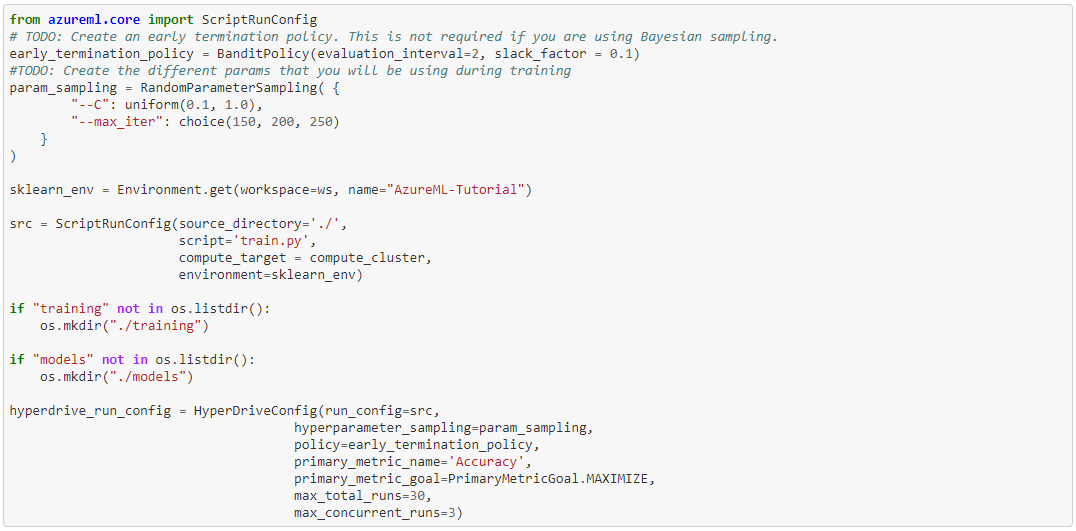 from azureml.core import ScriptRunConfig
# TODO: Create an early termination policy. This is not required if you are using Bayesian sampling.
early_termination_policy = BanditPolicy(evaluation_interval=2, slack_factor = 0.1)
#TODO: Create the different params that you will be using during training
param_sampling = RandomParameterSampling( {
        "--C": uniform(0.1, 1.0),
        "--max_iter": choice(150, 200, 250)
    }
)

sklearn_env = Environment.get(workspace=ws, name="AzureML-Tutorial")

src = ScriptRunConfig(source_directory='./',
                      script='train.py',
                      compute_target = compute_cluster,
                      environment=sklearn_env)

if "training" not in os.listdir():
    os.mkdir("./training")

if "models" not in os.listdir():
    os.mkdir("./models")

hyperdrive_run_config = HyperDriveConfig(run_config=src,
                                     hyperparameter_sampling=param_sampling,
                                     policy=early_termination_policy,
                                     primary_metric_name='Accuracy',
                                     primary_metric_goal=PrimaryMetricGoal.MAXIMIZE,
                                     max_total_runs=30,
                                     max_concurrent_runs=3)